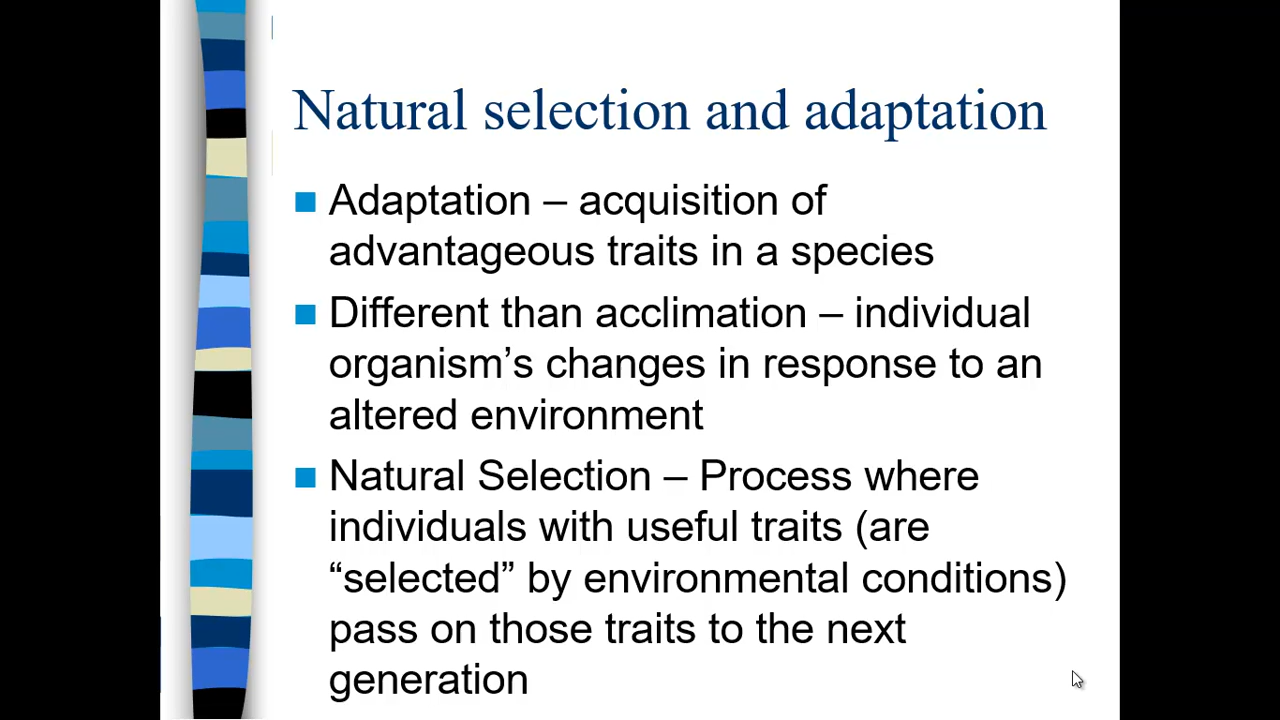 Natural selection and adaptation
Adaptation – acquisition of
advantageous traits in a species
Different than acclimation – individual
organism’s changes in response to an
altered environment
Natural Selection – Process where
individuals with useful traits (are
“selected” by environmental conditions)
pass on those traits to the next
generation